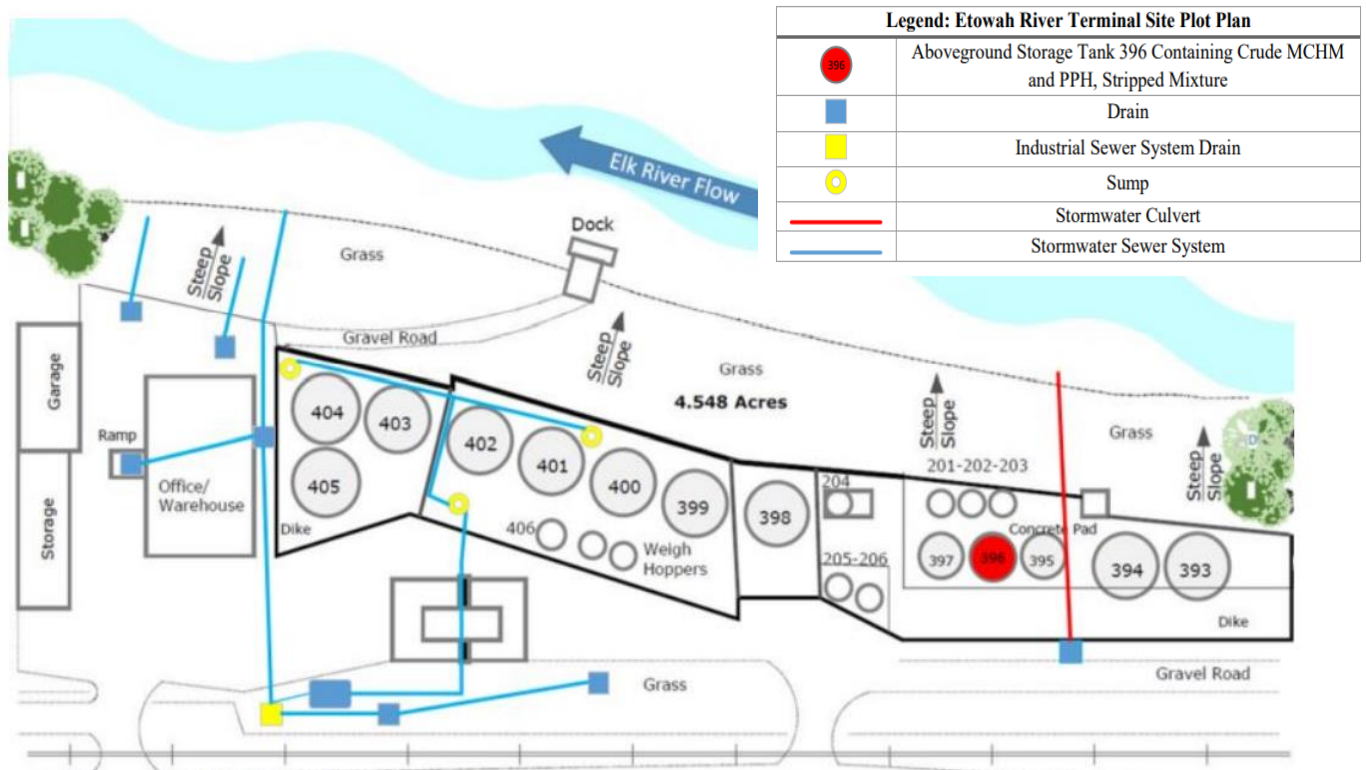 Legend: Etowah River Terminal Site Plot Plan
396
Aboveground Storage Tank 396 Containing Crude MCHM
and PPH, Stripped Mixture
Drain
Industrial Sewer System Drain
Sump
Stormwater Culvert
Stormwater Sewer System
Elk River Flow
Dock
Steep
Slope
Grass
Gravel Road
Steep
Slope
Grass
4.548 Acres
Steep
Slope
Grass
Steep
Slope
D
Garage
Storage
Ramp
Office/
Warehouse
404
403
405
Dike
402
401
400
399
406
Weigh
Hoppers
398
204
205-206
201-202-203
Concrete Pad
397
396
395
394
393
Dike
Gravel Road
Grass